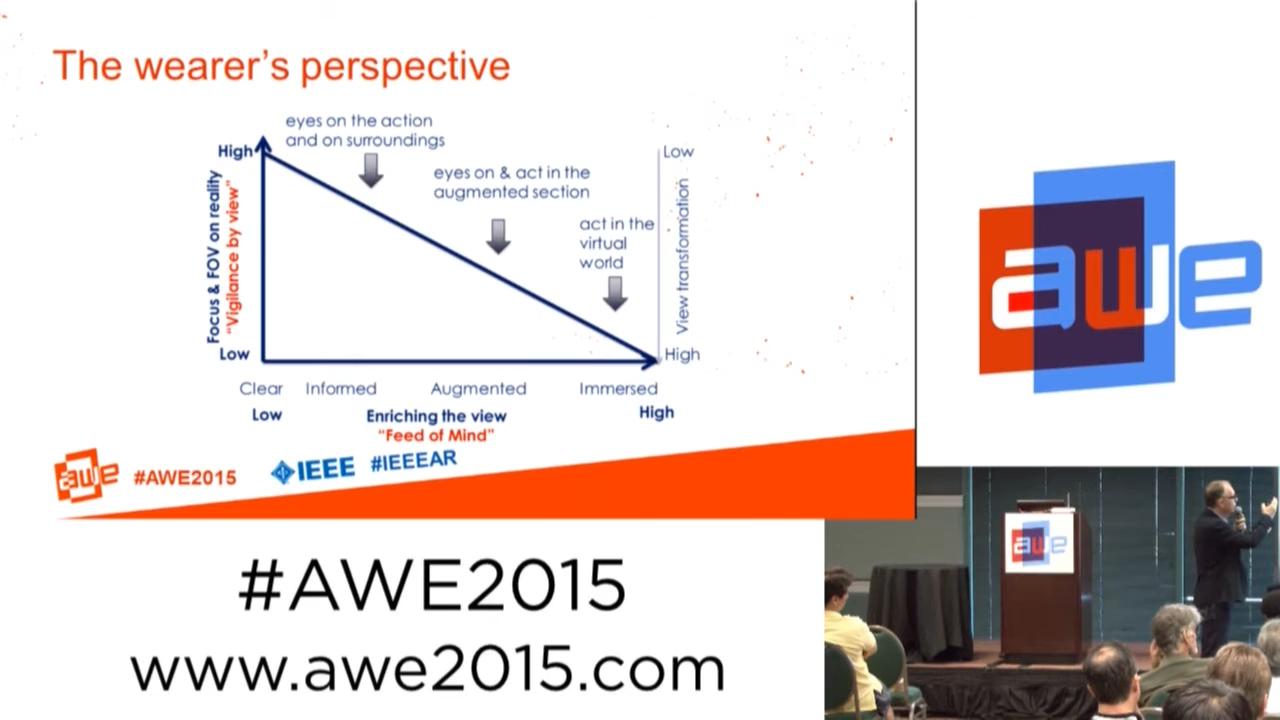 The wearer's perspective
eyes on the action
and on surroundings
High
Low
eyes on & act in the
augmented section
act in the
virtual
world
Focus & FOV on reality
"Vigilance by view"
View transformation
Low
High
Clear
Informed
Augmented
Immersed
Low
Enriching the view
High
"Feed of Mind"
awe
#AWE2015
IEEE
#IEEEAR
awe
awe
#AWE2015
www.awe2015.com